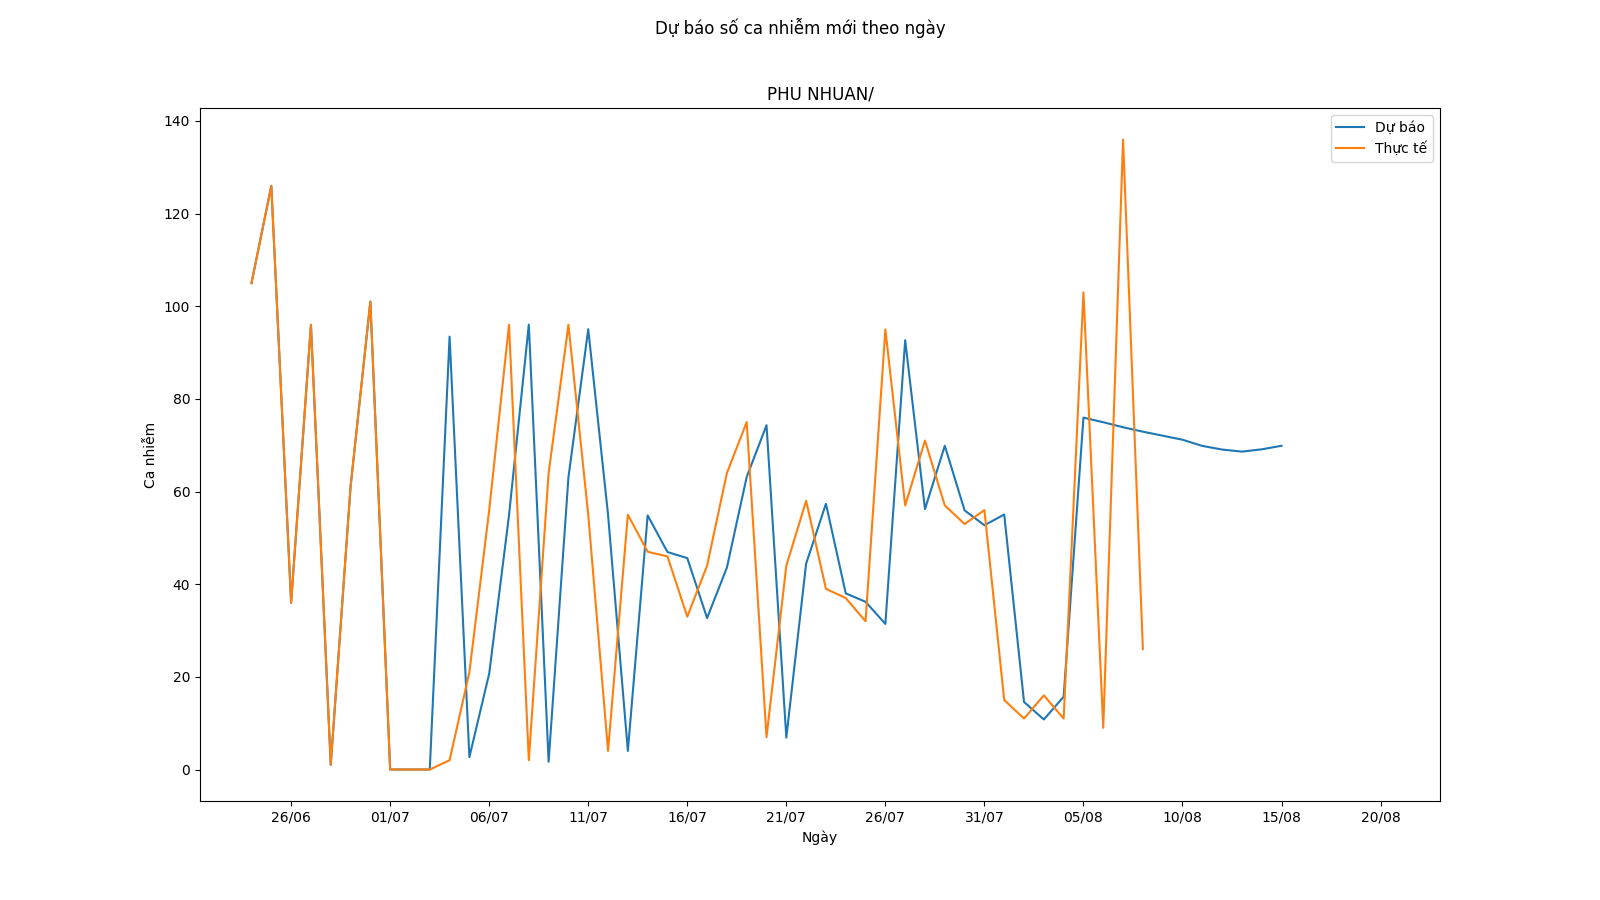 Dự báo số ca nhiễm mới theo ngày
PHU NHUAN/
Dự báo
Thực tế
140
120
100
80
60
40
20
0
Ca nhiễm
26/06 01/07 06/07 11/07 16/07 21/07 26/07 31/07 05/08 10/08 15/08 20/08
Ngày